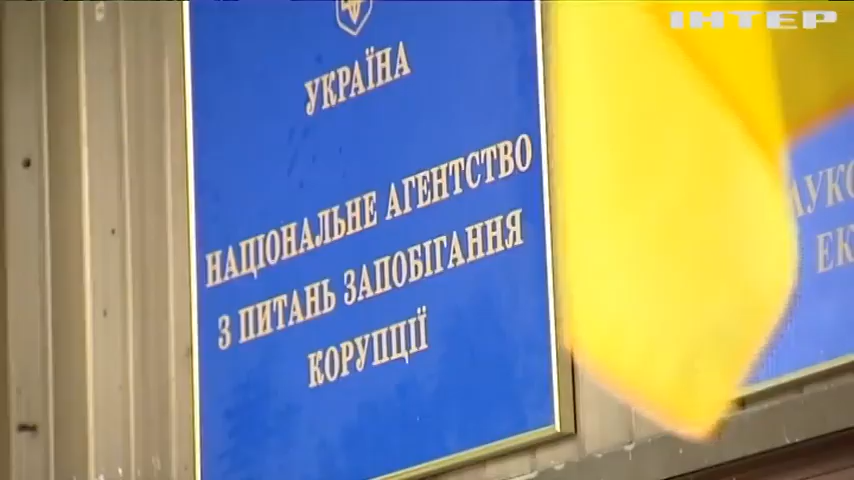 ІНТЕР
УКРАЇНА
НАЦІОНАЛЬНЕ АГЕНТСТВО
З ПИТАНЬ ЗАПОБІГАННЯ
КОРУПЦІЇ